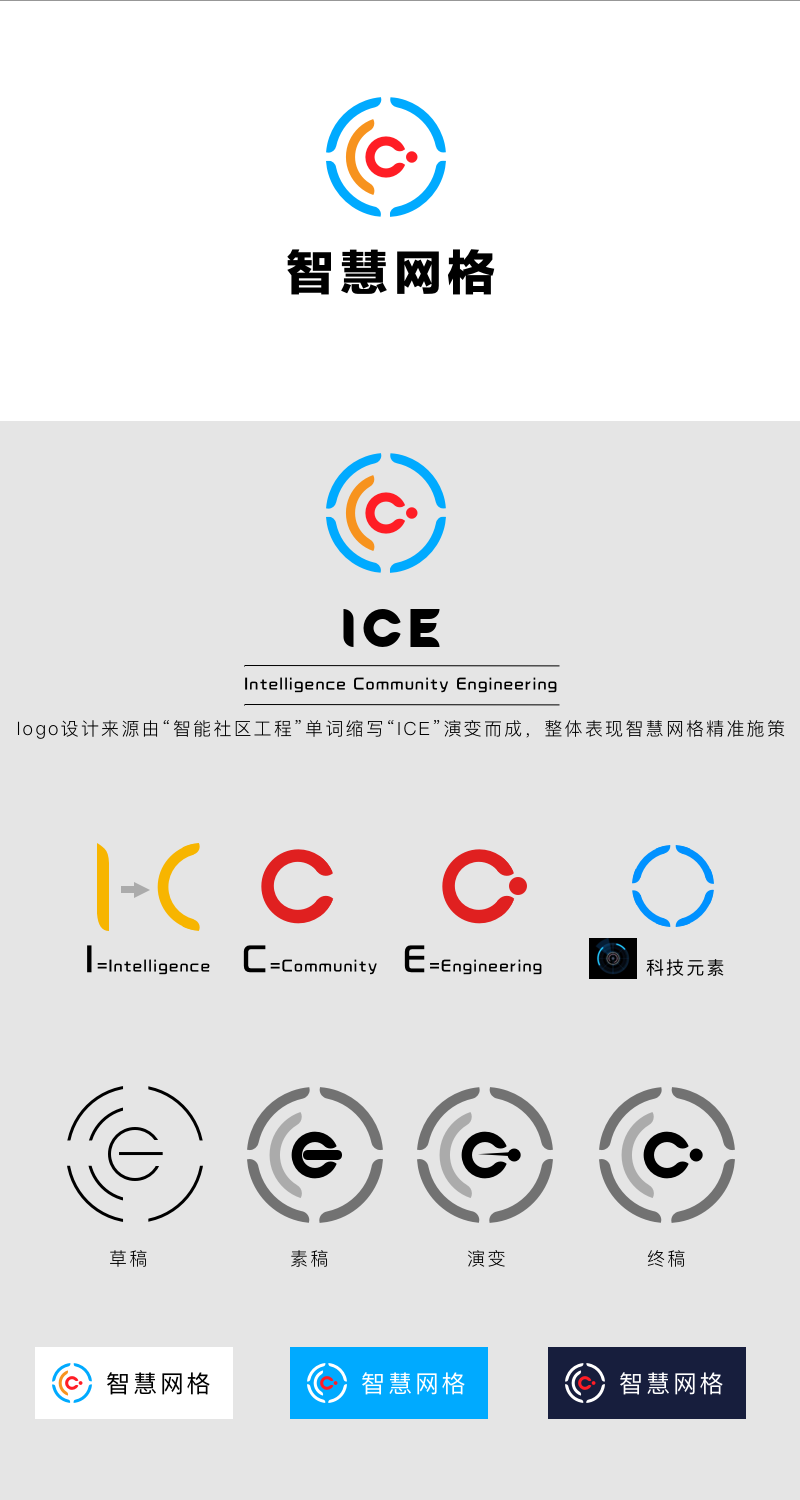 智慧网格
ICE
Intelligence Community Engineering
logo设计来源由“智能社区工程”单词缩写“ICE”演变而成，整体表现智慧网格精准施策
I=Intelligence C=Community E=Engineering 科技元素
草稿 素稿 演变 终稿
智慧网格 智慧网格 智慧网格